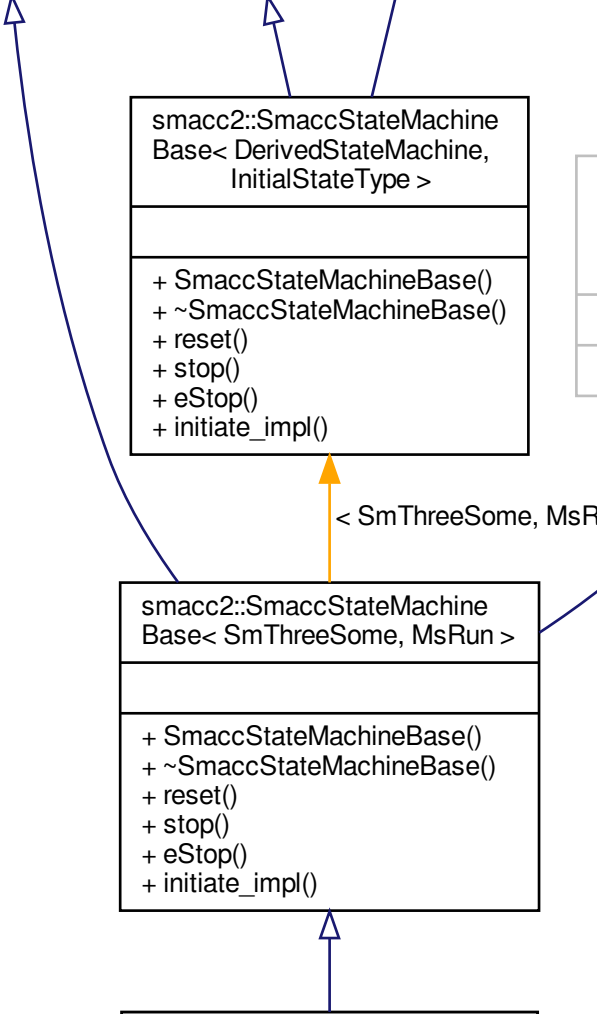 smacc2::SmaccStateMachine
Base< DerivedStateMachine,
InitialStateType >
+ SmaccStateMachineBase()
+ ~SmaccStateMachineBase()
+ reset()
+ stop()
+ eStop()
+ initiate_impl()
< SmThreeSome,
smacc2::SmaccStateMachine
Base< SmThreeSome, MsRun >
+ SmaccStateMachineBase()
+ ~SmaccStateMachineBase()
+ reset()
+ stop()
+ eStop()
+ initiate_impl()